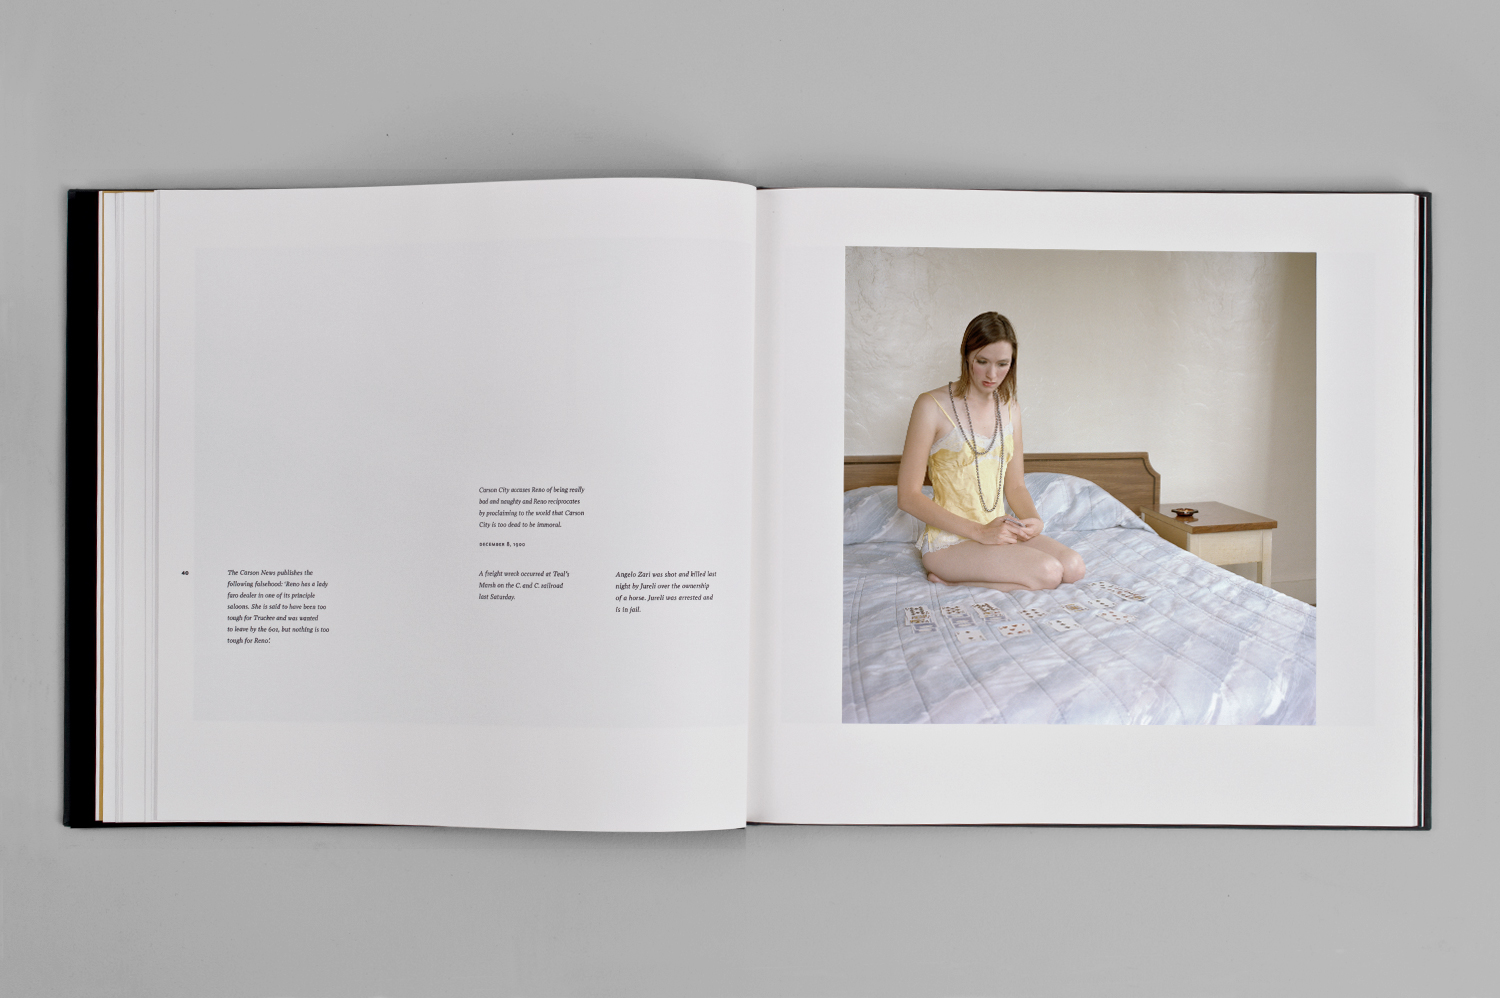 40
The Carson News publishes the
following falsehood: 'Reno has a lady
faro dealer in one of its principle
saloons. She is said to have been too
tough for Truckee and was wanted
to leave by the 601, but nothing is too
tough for Reno'.
Carson City accuses Reno of being really
bad and naughty and Reno reciprocates
by proclaiming to the world that Carson
City is too dead to be immoral.
DECEMBER 8, 1900
A freight wreck occurred at Teal's
Marsh on the C. and C. railroad
last Saturday.
Angelo Zari was shot and killed last
night by Jureli over the ownership
of a horse. Jureli was arrested and
is in jail.